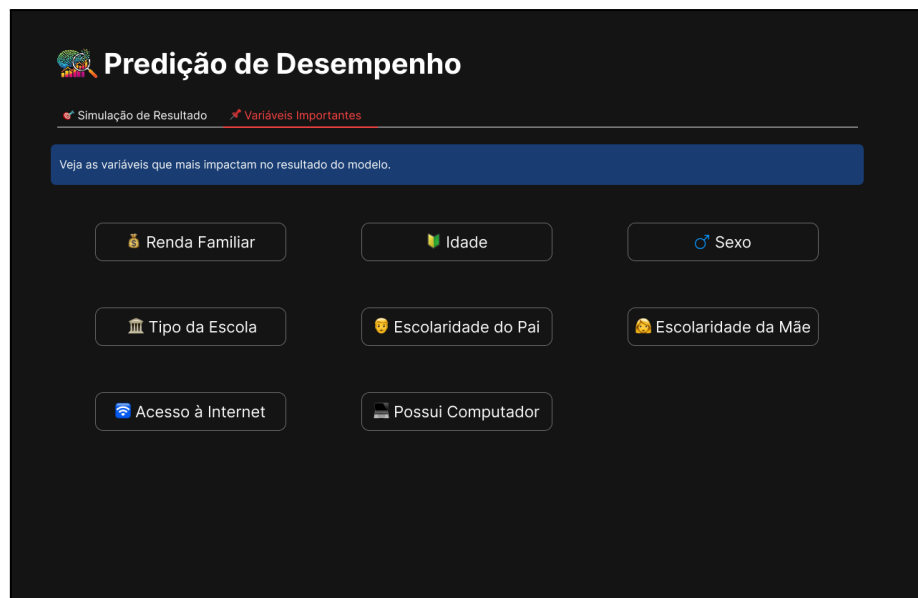 Predição de Desempenho
Simulação de Resultado
Variáveis Importantes
Veja as variáveis que mais impactam no resultado do modelo.
Renda Familiar
Idade
Sexo
Tipo da Escola
Escolaridade do Pai
Escolaridade da Mãe
Acesso à Internet
Possui Computador